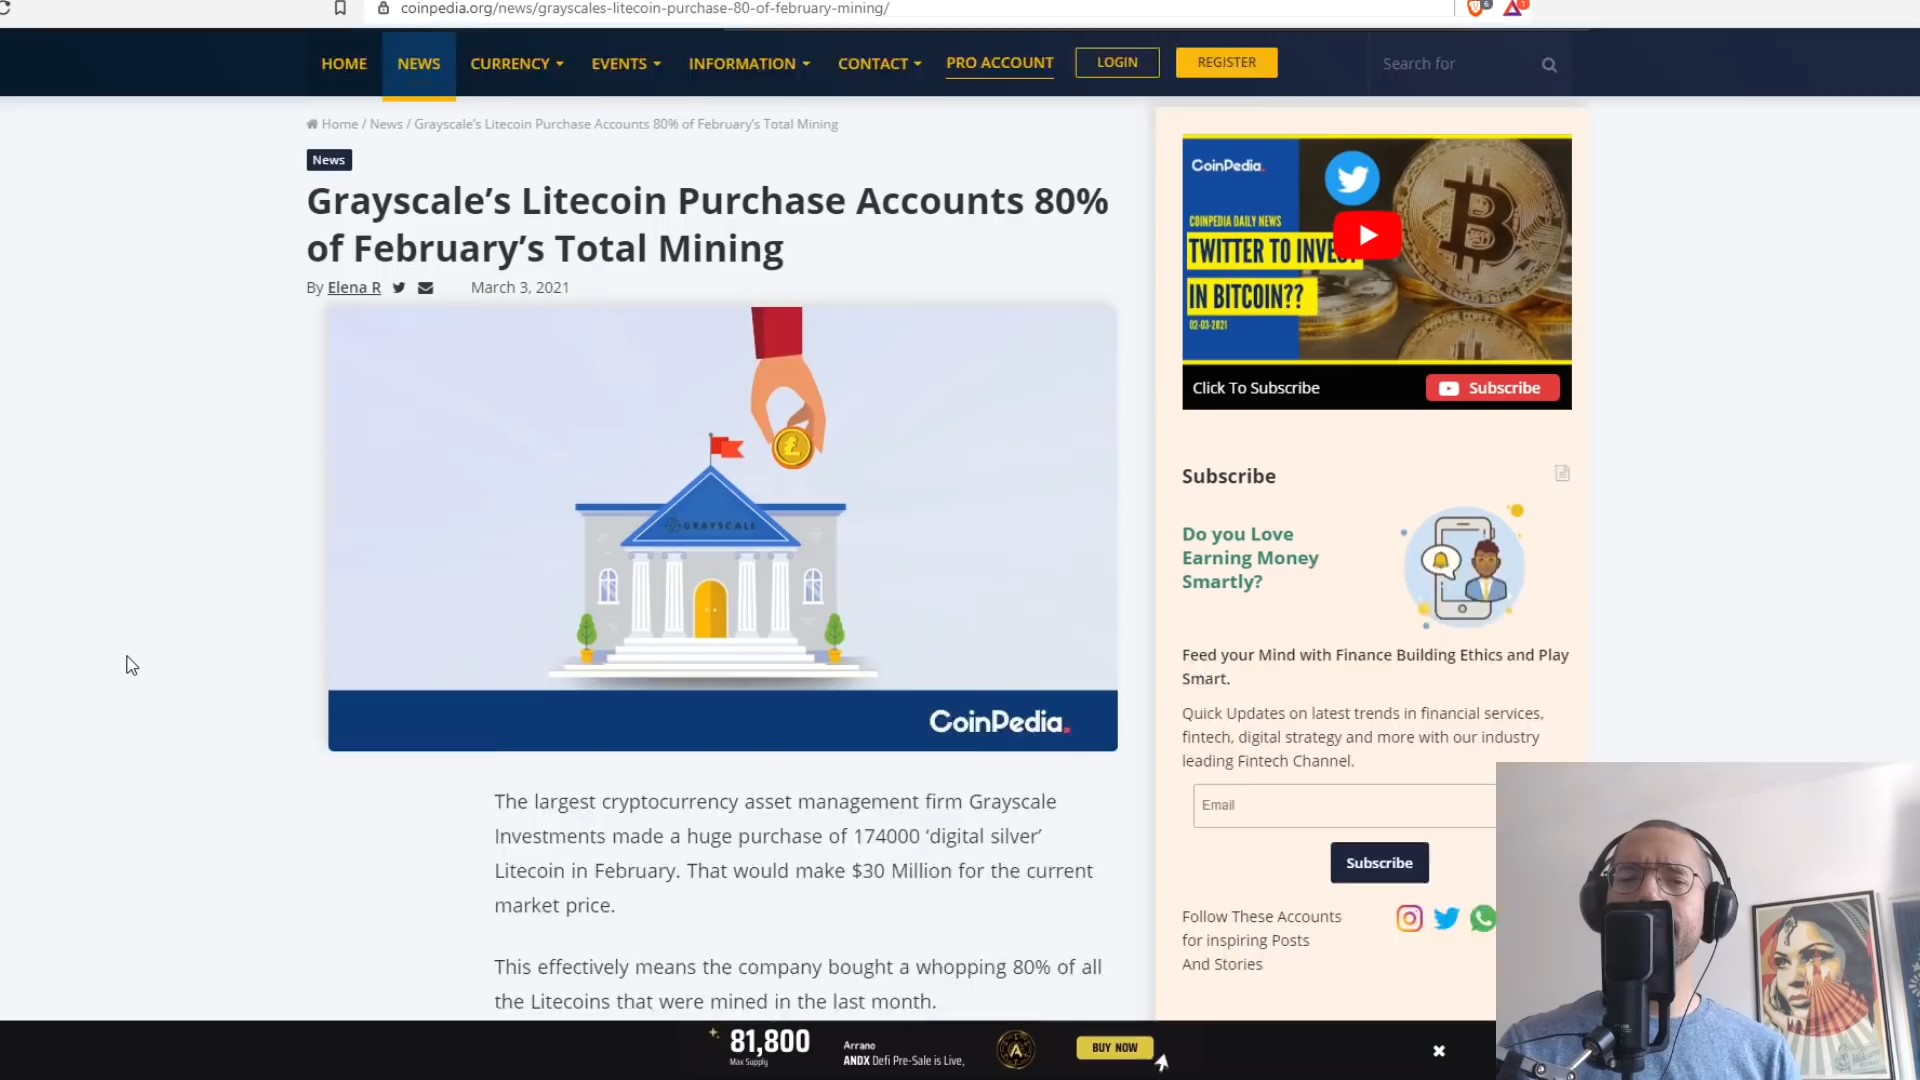 coinpedia.org/news/grayscales-litecoin-purchase-80-of-february-mining/
6
1
HOME
NEWS
CURRENCY
EVENTS
INFORMATION
CONTACT
PRO ACCOUNT
LOGIN
REGISTER
Search for
Home / News / Grayscale's Litecoin Purchase Accounts 80% of February's Total Mining
News
Grayscale's Litecoin Purchase Accounts 80%
of February's Total Mining
By Elena R
March 3, 2021
GRAYSCALE
CoinPedia.
The largest cryptocurrency asset management firm Grayscale
Investments made a huge purchase of 174000 ‘digital silver’
Litecoin in February. That would make $30 Million for the current
market price.
This effectively means the company bought a whopping 80% of all
the Litecoins that were mined in the last month.
CoinPedia.
COINPEDIA DAILY NEWS
TWITTER TO INVEST
IN BITCOIN??
02-03-2021
Click To Subscribe
Subscribe
Subscribe
Do you Love
Earning Money
Smartly?
Feed your Mind with Finance Building Ethics and Play
Smart.
Quick Updates on latest trends in financial services,
fintech, digital strategy and more with our industry
leading Fintech Channel.
Email
Subscribe
Follow These Accounts
for inspiring Posts
And Stories
81,800
Max Supply
Arrano
ANDX Defi Pre-Sale is Live,
BUY NOW